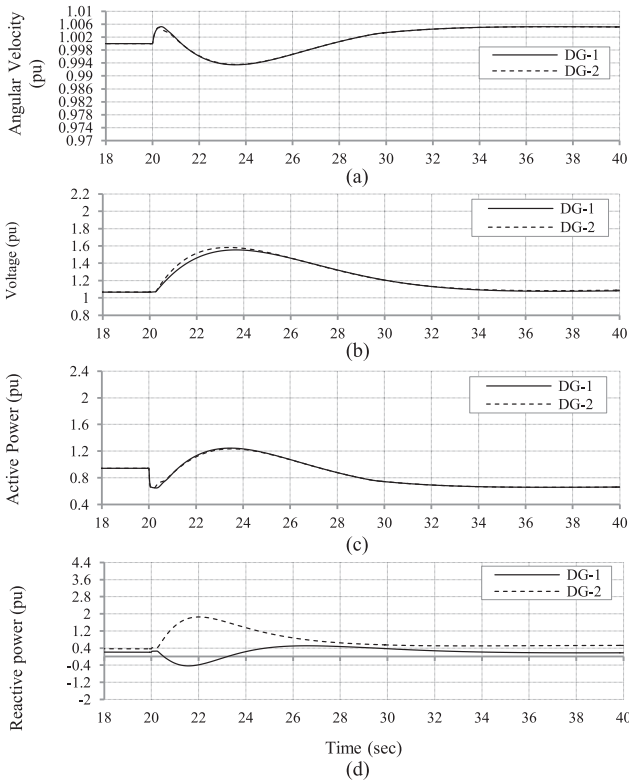 Angular Velocity
(pu)
1.01
1.006
1.002
0.998
0.994
0.99
0.986
0.982
0.978
0.974
0.97
DG-1
DG-2
18 20 22 24 26 28 30 32 34 36 38 40
(a)
Voltage (pu)
2.2
2
1.8
1.6
1.4
1.2
1
0.8
DG-1
DG-2
18 20 22 24 26 28 30 32 34 36 38 40
(b)
Active Power (pu)
2.4
2
1.6
1.2
0.8
0.4
DG-1
DG-2
18 20 22 24 26 28 30 32 34 36 38 40
(c)
Reactive power (pu)
4.4
3.6
2.8
2
1.2
0.4
-0.4
-1.2
-2
DG-1
DG-2
18 20 22 24 26 28 30 32 34 36 38 40
Time (sec)
(d)